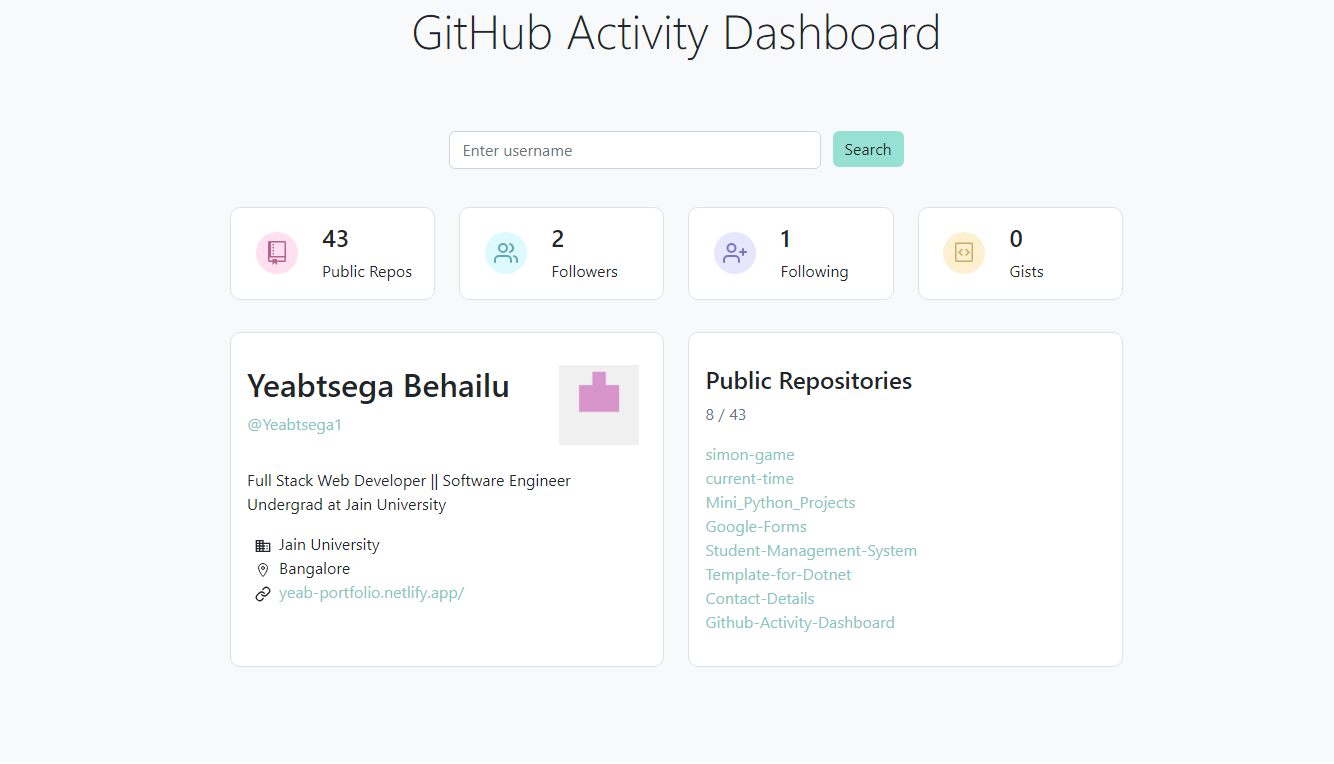 GitHub Activity Dashboard
Enter username
Search
43
Public Repos
2
Followers
1
Following
0
Gists
Yeabtsega Behailu
@Yeabtsega1
Full Stack Web Developer || Software Engineer
Undergrad at Jain University
Jain University
Bangalore
yeab-portfolio.netlify.app/
Public Repositories
8 / 43
simon-game
current-time
Mini_Python_Projects
Google-Forms
Student-Management-System
Template-for-Dotnet
Contact-Details
Github-Activity-Dashboard